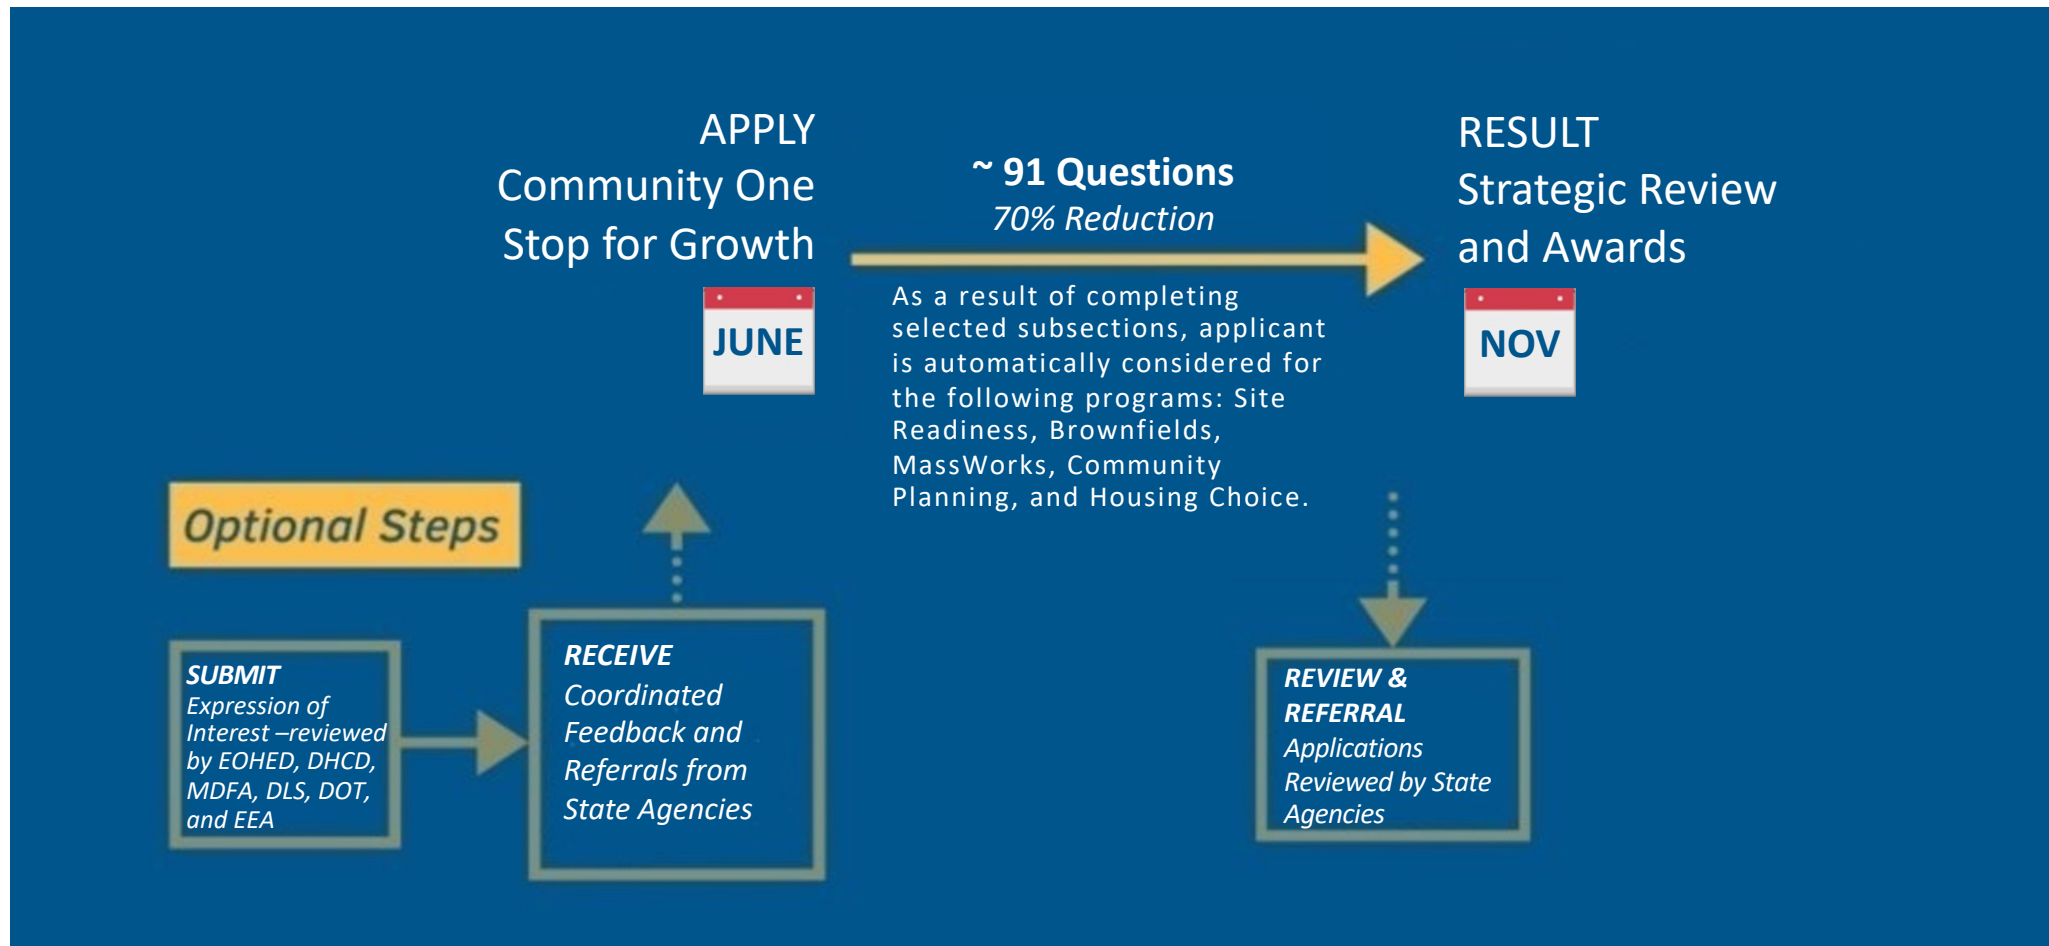 APPLY
Community One
Stop for Growth
JUNE
~ 91 Questions
70% Reduction
As a result of completing
selected subsections, applicant
is automatically considered for
the following programs: Site
Readiness, Brownfields,
MassWorks, Community
Planning, and Housing Choice.
RESULT
Strategic Review
and Awards
NOV
Optional Steps
SUBMIT
Expression of
Interest –reviewed
by EOHED, DHCD,
MDFA, DLS, DOT,
and EEA
RECEIVE
Coordinated
Feedback and
Referrals from
State Agencies
REVIEW &
REFERRAL
Applications
Reviewed by State
Agencies